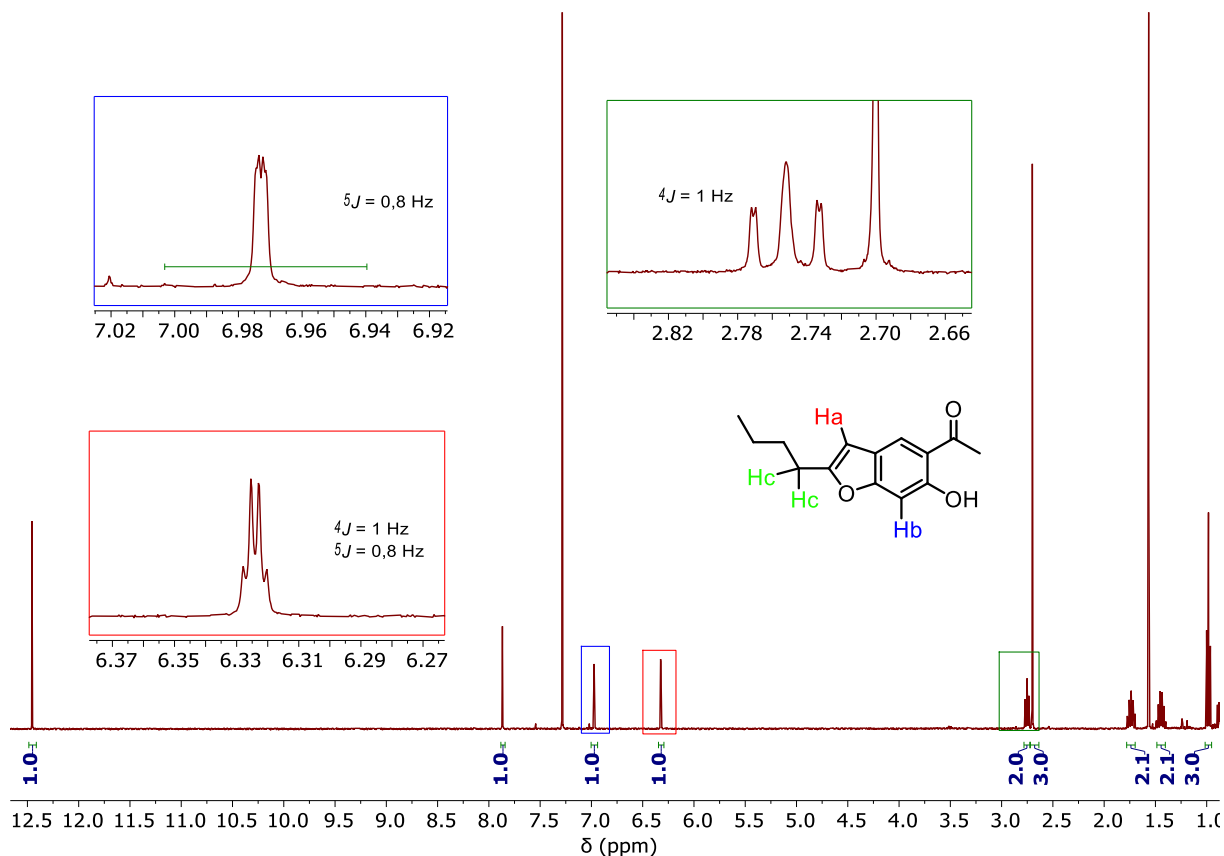 ⁵J = 0,8 Hz
7.02 7.00 6.98 6.96 6.94 6.92
⁴J = 1 Hz
2.82 2.78 2.74 2.70 2.66
⁴J = 1 Hz
⁵J = 0,8 Hz
6.37 6.35 6.33 6.31 6.29 6.27
Ha
O
Hc
Hc
O
OH
Hb
1.0 1.0 1.0 1.0 2.0 3.0 2.1 2.1 3.0
12.5 12.0 11.5 11.0 10.5 10.0 9.5 9.0 8.5 8.0 7.5 7.0 6.5 6.0 5.5 5.0 4.5 4.0 3.5 3.0 2.5 2.0 1.5 1.0
δ (ppm)